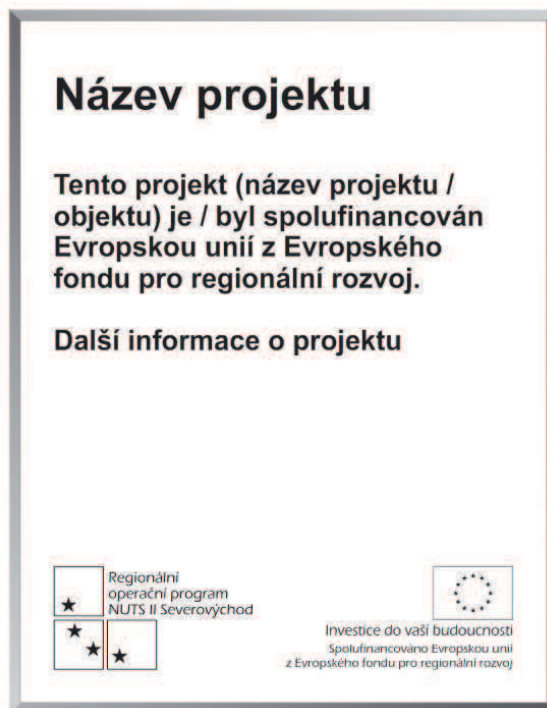 Název projektu
Tento projekt (název projektu /
objektu) je / byl spolufinancován
Evropskou unií z Evropského
fondu pro regionální rozvoj.
Další informace o projektu
Regionální
operační program
NUTS II Severovýchod
Investice do vaší budoucnosti
Spolufinancováno Evropskou unií
z Evropského fondu pro regionální rozvoj